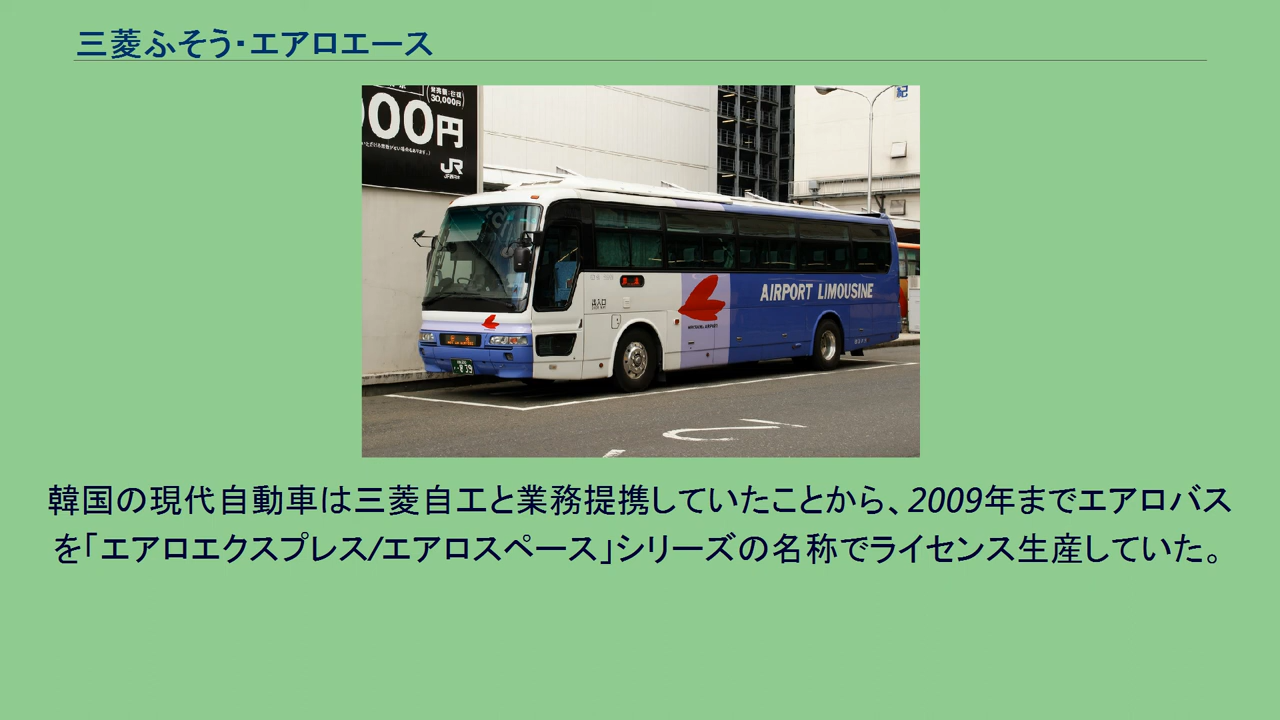 三菱ふそう・エアロエース
30,000円
00円
JR
紀
出入口
AIRPORT LIMOUSINE
・839
韓国の現代自動車は三菱自工と業務提携していたことから、2009年までエアロバス
を「エアロエクスプレス/エアロスペース」シリーズの名称でライセンス生産していた。